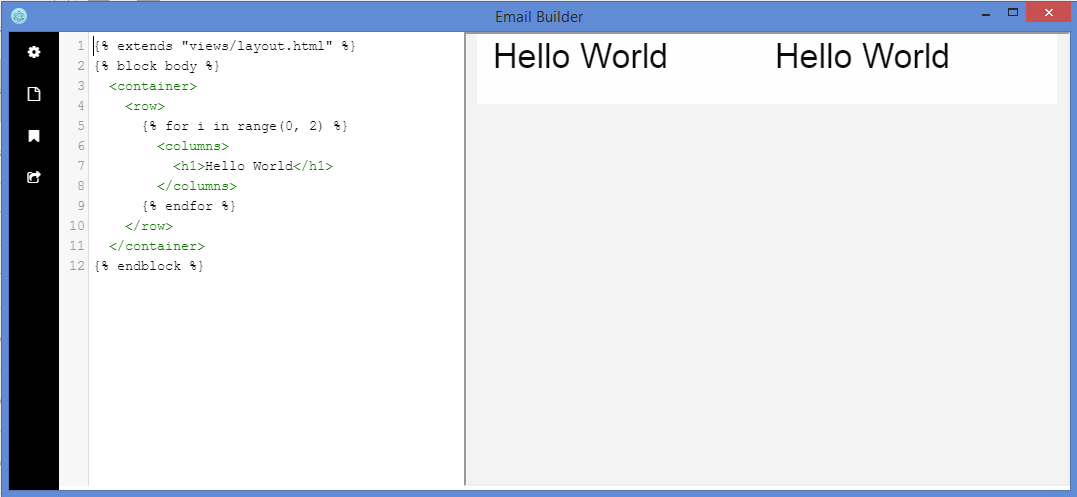 Email Builder
1 {% extends "views/layout.html" %}
2 {% block body %}
3   <container>
4     <row>
5       {% for i in range(0, 2) %}
6         <columns>
7           <h1>Hello World</h1>
8         </columns>
9       {% endfor %}
10     </row>
11   </container>
12 {% endblock %}
Hello World Hello World